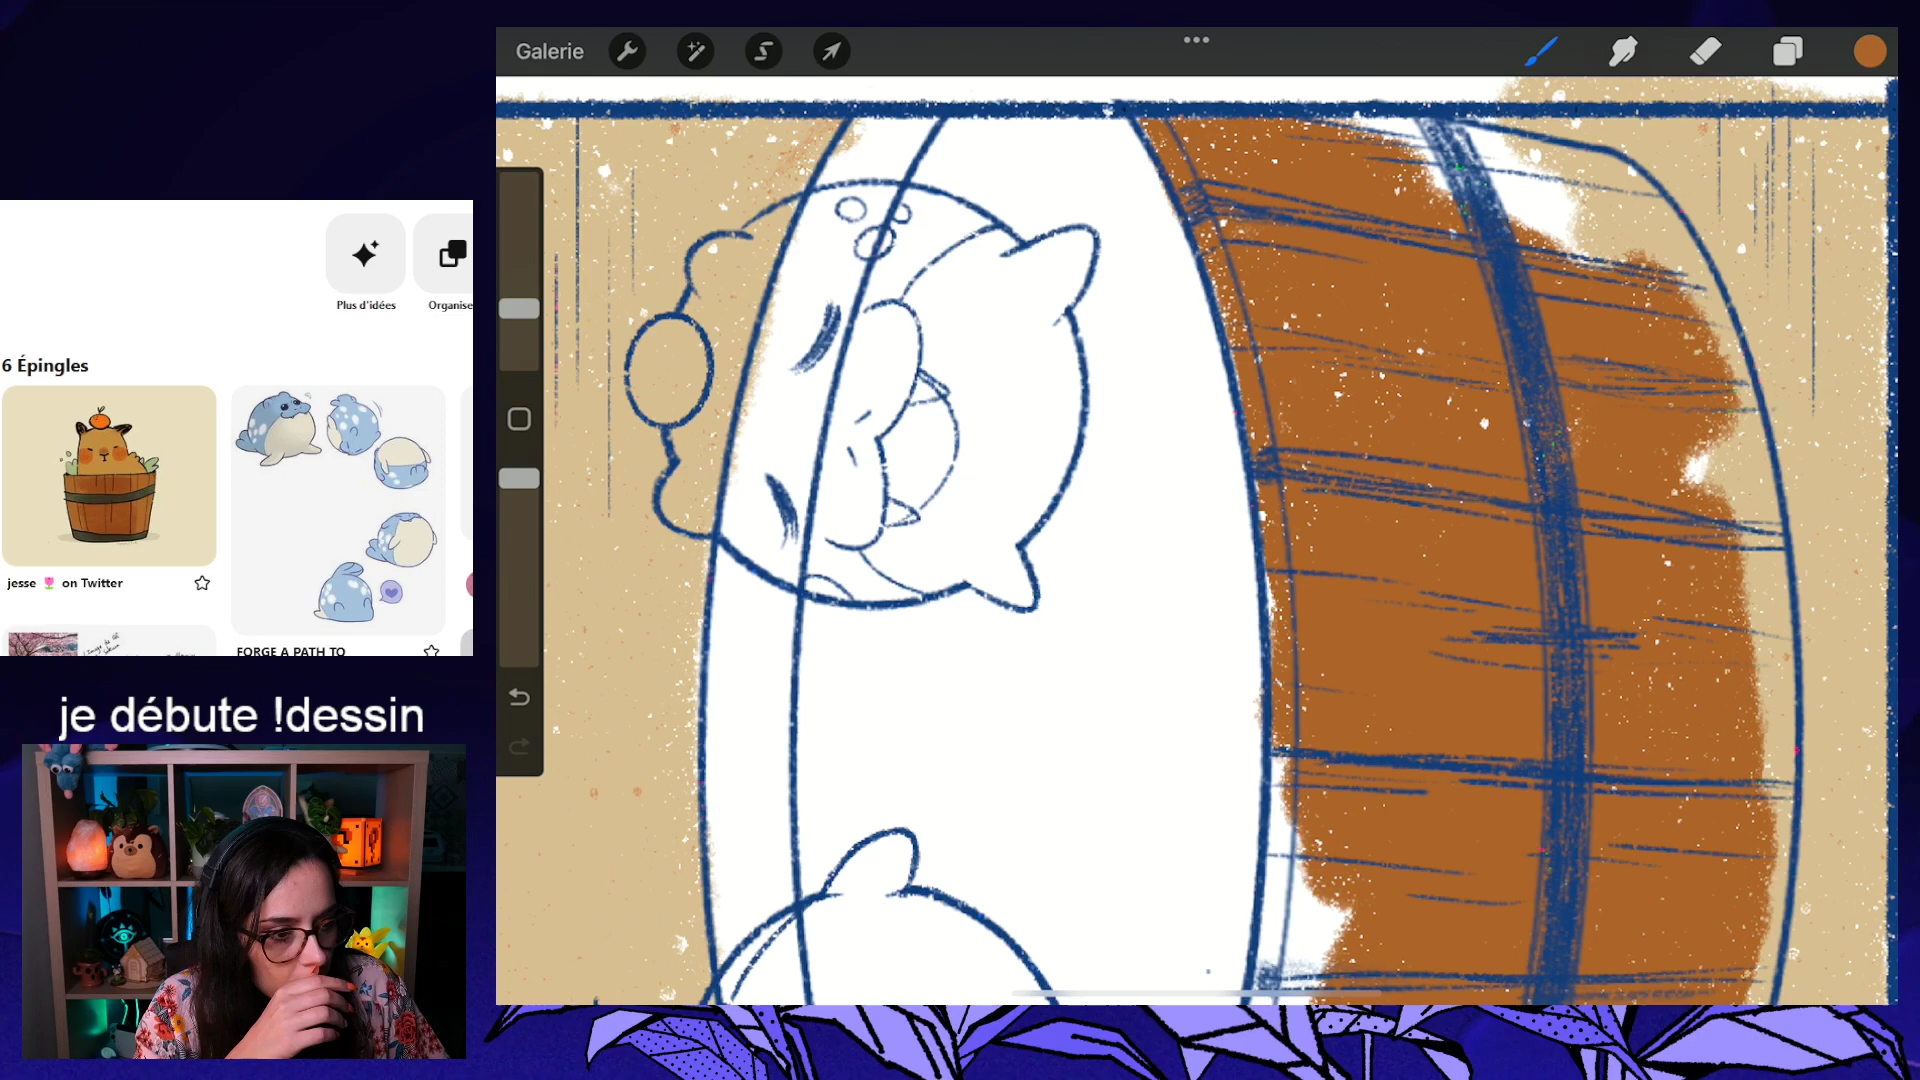 Galerie
Plus d'idées
Organise
6 Épingles
jesse 🌷 on Twitter
FORGE A PATH TO
je débute !dessin